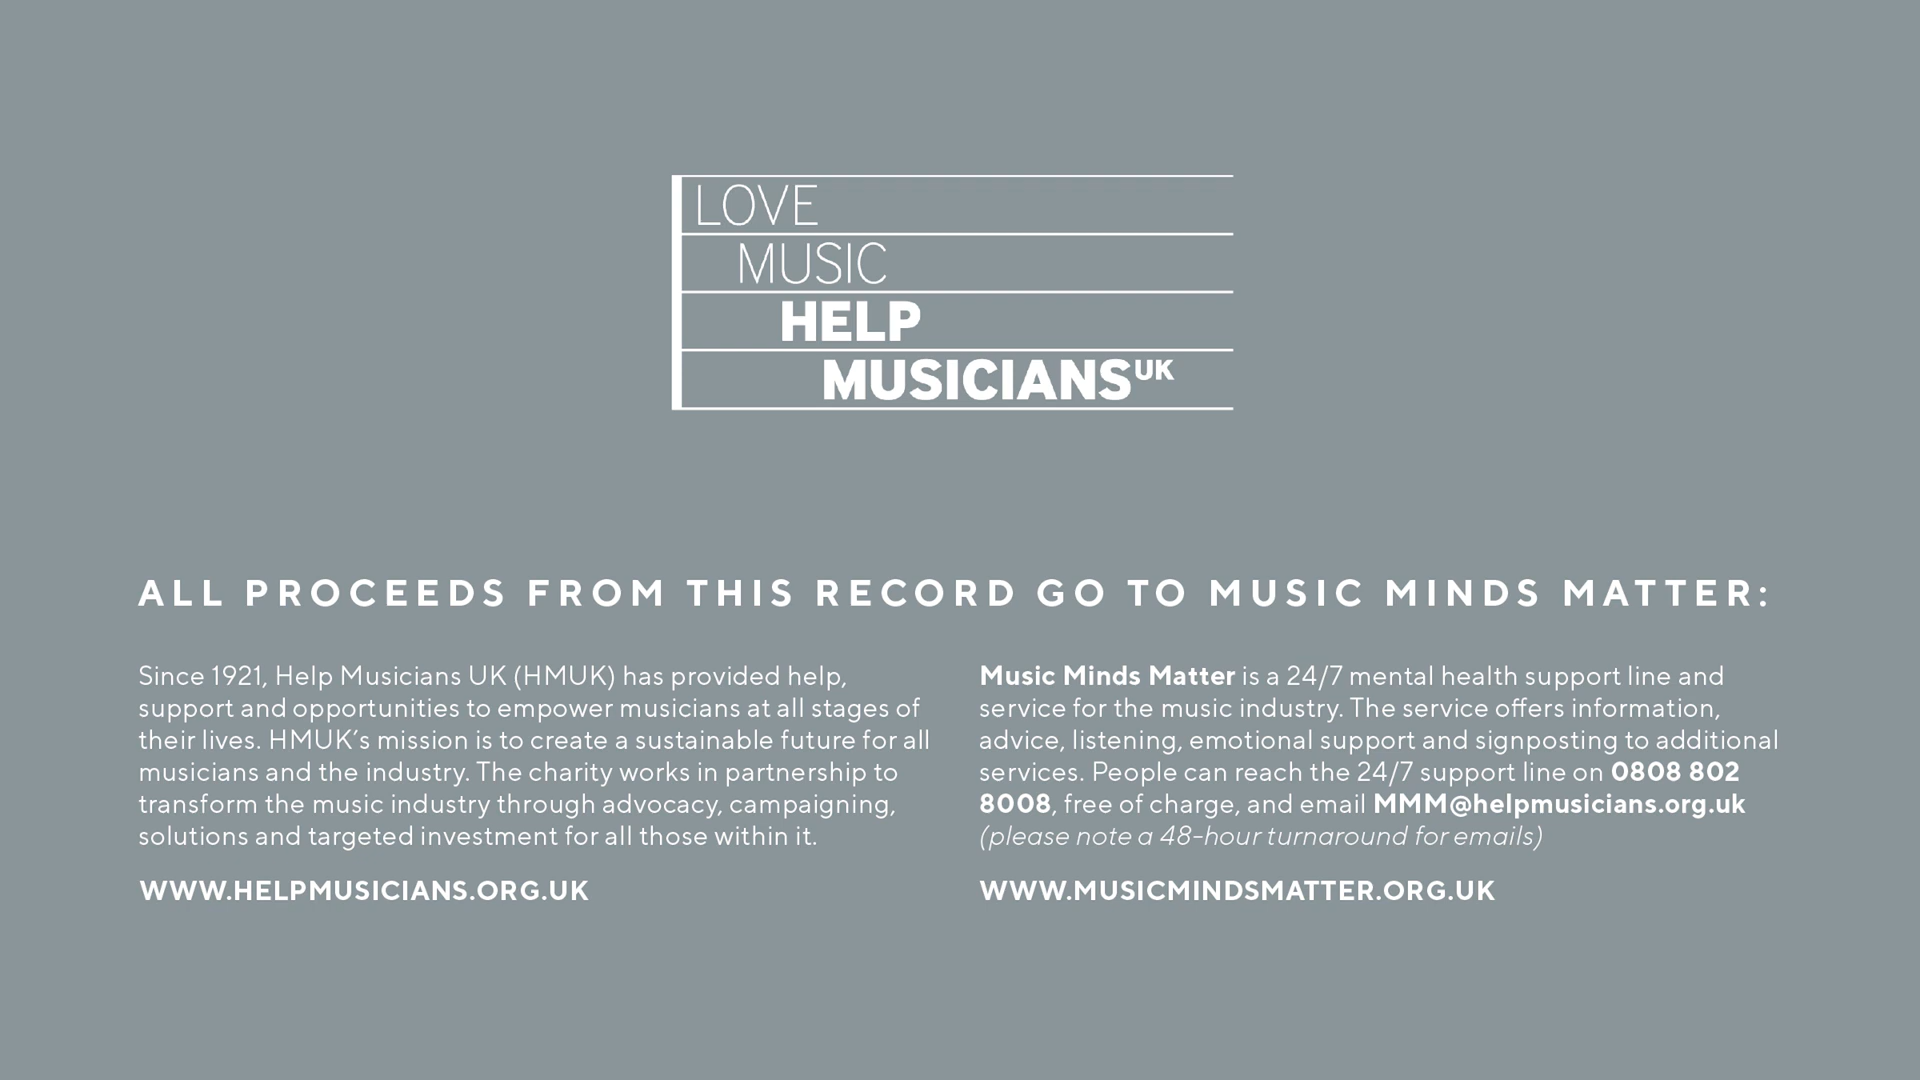 LOVE
MUSIC
HELP
MUSICIANSUK
ALL PROCEEDS FROM THIS RECORD GO TO MUSIC MINDS MATTER:
Since 1921, Help Musicians UK (HMUK) has provided help,
support and opportunities to empower musicians at all stages of
their lives. HMUK’s mission is to create a sustainable future for all
musicians and the industry. The charity works in partnership to
transform the music industry through advocacy, campaigning,
solutions and targeted investment for all those within it.
WWW.HELPMUSICIANS.ORG.UK
Music Minds Matter is a 24/7 mental health support line and
service for the music industry. The service offers information,
advice, listening, emotional support and signposting to additional
services. People can reach the 24/7 support line on 0808 802
8008, free of charge, and email MMM@helpmusicians.org.uk
(please note a 48-hour turnaround for emails)
WWW.MUSICMINDSMATTER.ORG.UK